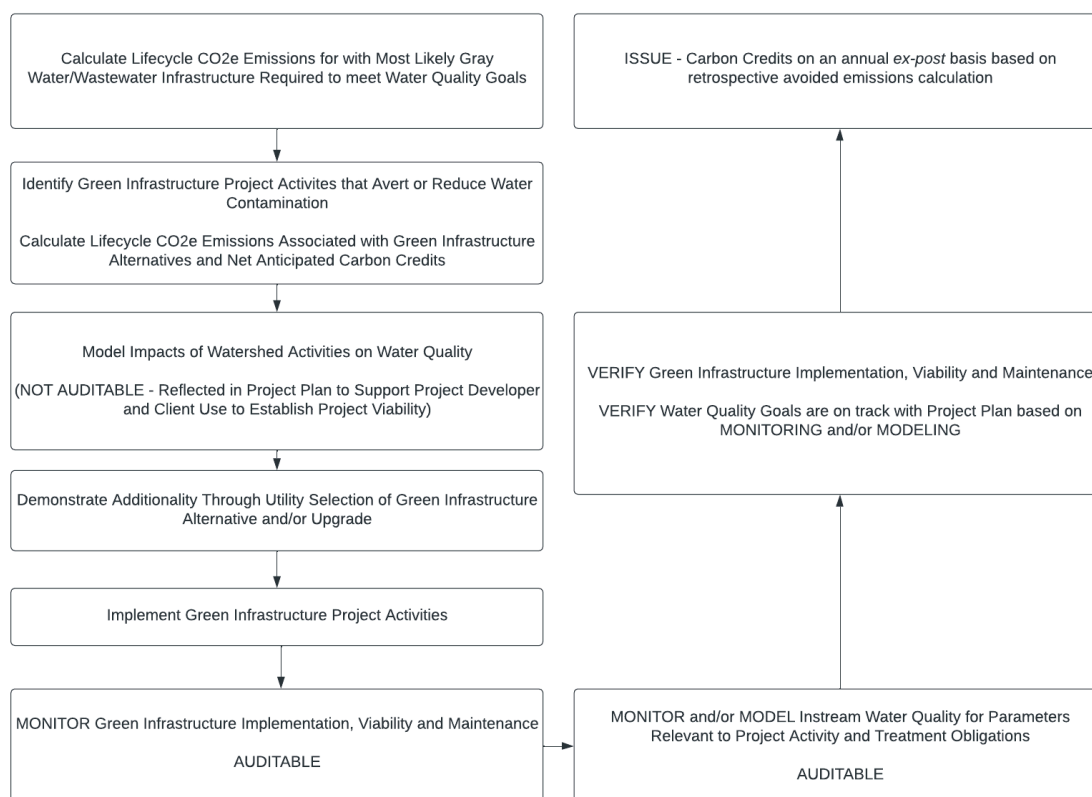 Calculate Lifecycle CO2e Emissions for with Most Likely Gray
Water/Wastewater Infrastructure Required to meet Water Quality Goals
Identify Green Infrastructure Project Activites that Avert or Reduce Water
Contamination
Calculate Lifecycle CO2e Emissions Associated with Green Infrastructure
Alternatives and Net Anticipated Carbon Credits
Model Impacts of Watershed Activities on Water Quality
(NOT AUDITABLE - Reflected in Project Plan to Support Project Developer
and Client Use to Establish Project Viability)
Demonstrate Additionality Through Utility Selection of Green Infrastructure
Alternative and/or Upgrade
Implement Green Infrastructure Project Activities
MONITOR Green Infrastructure Implementation, Viability and Maintenance
AUDITABLE
MONITOR and/or MODEL Instream Water Quality for Parameters
Relevant to Project Activity and Treatment Obligations
AUDITABLE
VERIFY Green Infrastructure Implementation, Viability and Maintenance
VERIFY Water Quality Goals are on track with Project Plan based on
MONITORING and/or MODELING
ISSUE - Carbon Credits on an annual ex-post basis based on
retrospective avoided emissions calculation